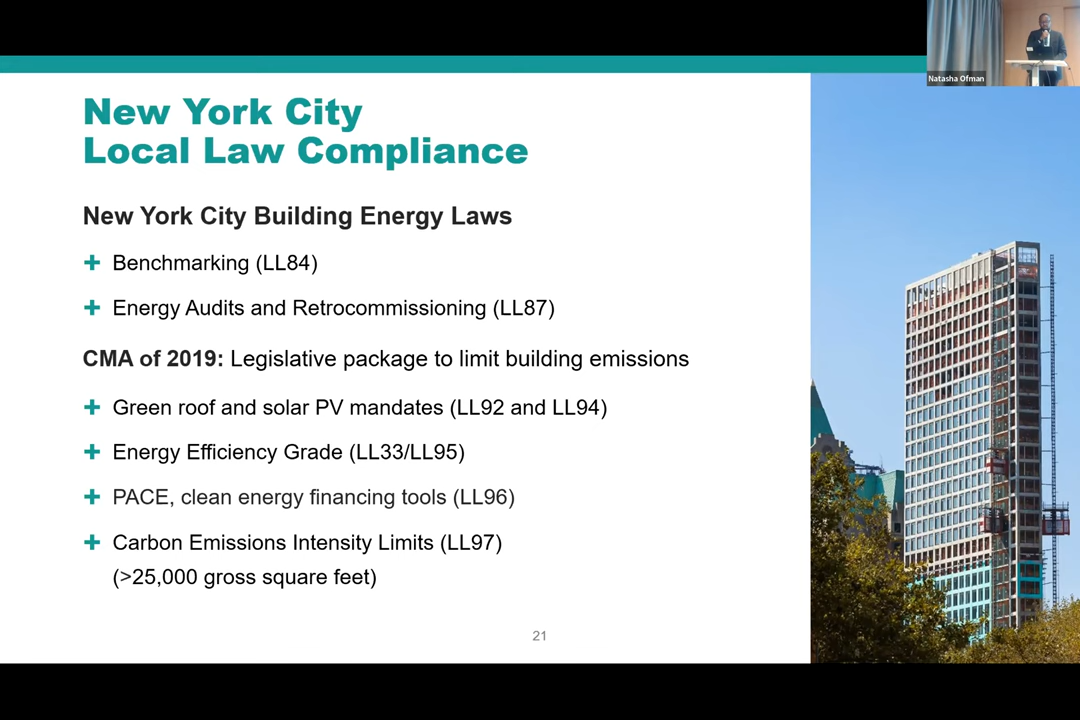 Natasha Ofman
New York City
Local Law Compliance
New York City Building Energy Laws
+ Benchmarking (LL84)
+ Energy Audits and Retrocommissioning (LL87)
CMA of 2019: Legislative package to limit building emissions
+ Green roof and solar PV mandates (LL92 and LL94)
+ Energy Efficiency Grade (LL33/LL95)
+ PACE, clean energy financing tools (LL96)
+ Carbon Emissions Intensity Limits (LL97)
(>25,000 gross square feet)
21